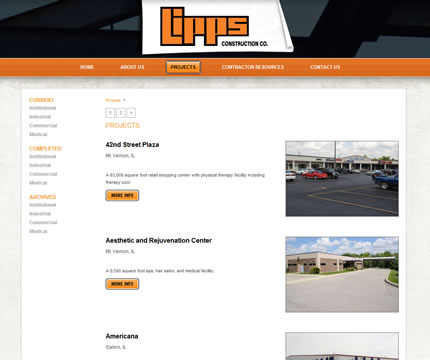 Lipps
CONSTRUCTION CO.
HOME ABOUT US PROJECTS CONTRACTOR RESOURCES CONTACT US
CURRENT
Institutional
Industrial
Commercial
Medical
COMPLETED
Institutional
Industrial
Commercial
Medical
ARCHIVED
Institutional
Industrial
Commercial
Medical
Projects
1 2 >
PROJECTS
42nd Street Plaza
Mt. Vernon, IL
A 63,665 square foot retail shopping center with physical therapy facility including
therapy pool.
MORE INFO
Aesthetic and Rejuvenation Center
Mt. Vernon, IL
A 8,500 square foot spa, hair salon, and medical facility.
MORE INFO
Americana
Salem, IL